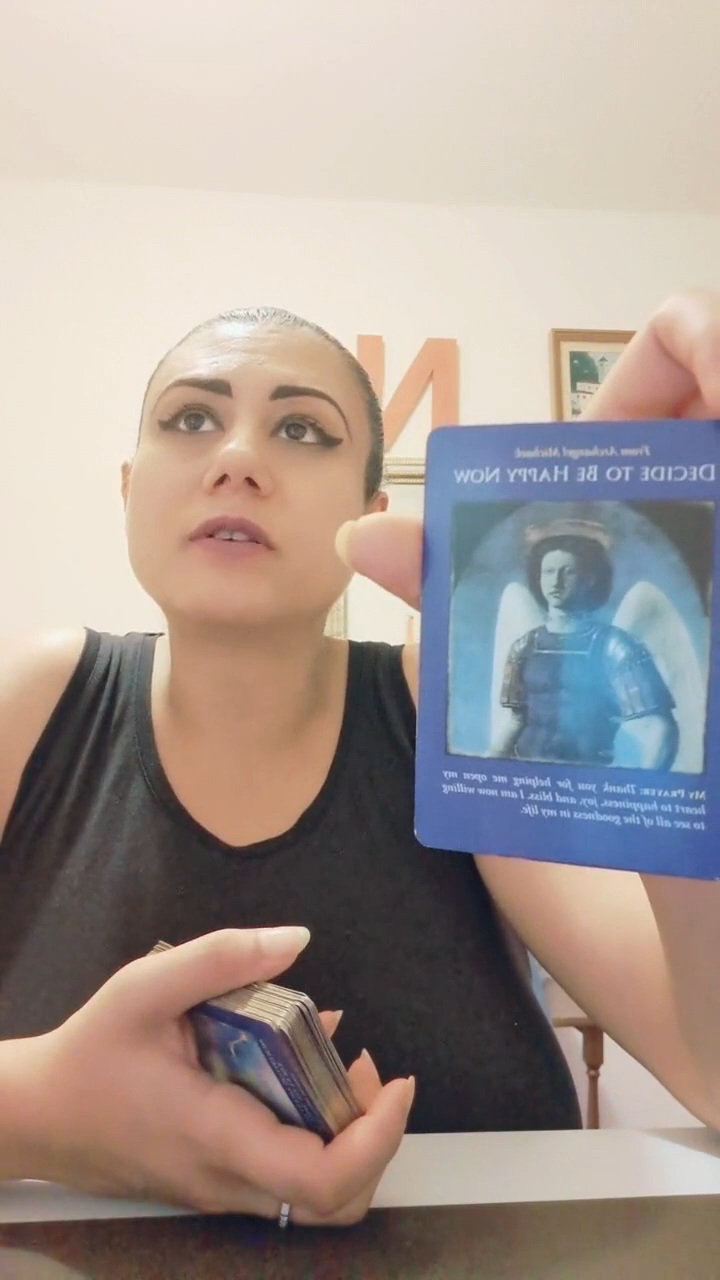 N
From Archangel Michael:
DECIDE TO BE HAPPY NOW
MY PRAYER: Thank you for helping me open my
heart to happiness, joy, and bliss. I am now willing
to see all of the goodness in my life.